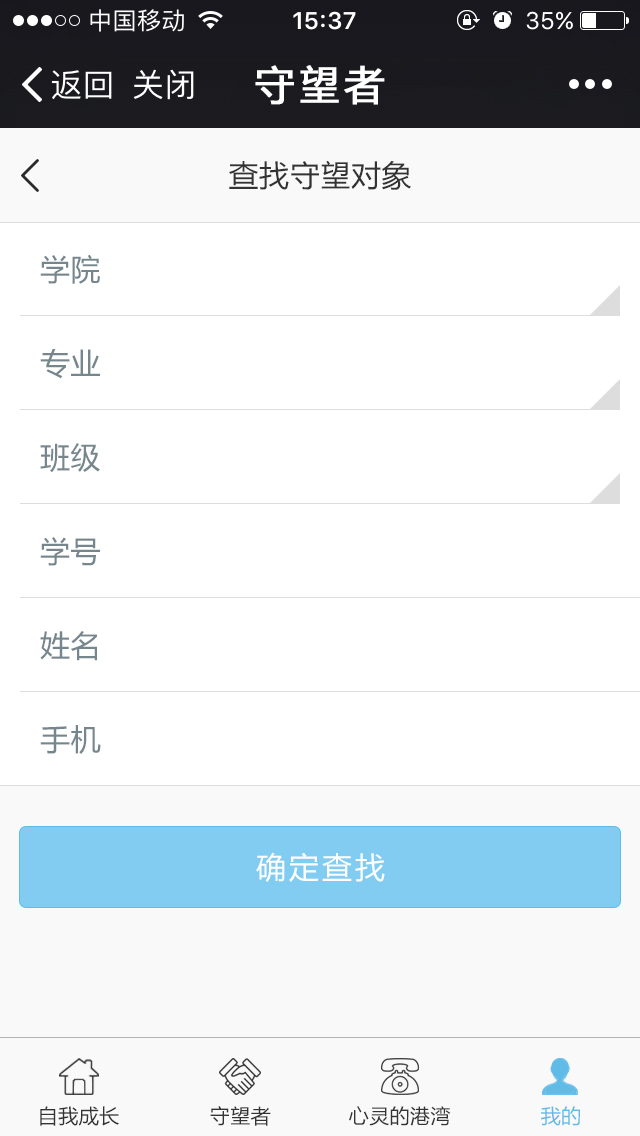 中国移动 15:37 35%
返回 关闭 守望者
查找守望对象
学院
专业
班级
学号
姓名
手机
确定查找
自我成长 守望者 心灵的港湾 我的